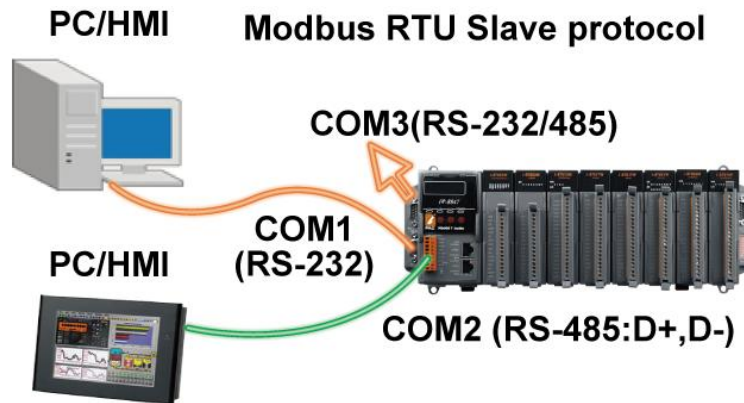 PC/HMI
Modbus RTU Slave protocol
COM3(RS-232/485)
COM1
(RS-232)
PC/HMI
COM2 (RS-485:D+,D-)